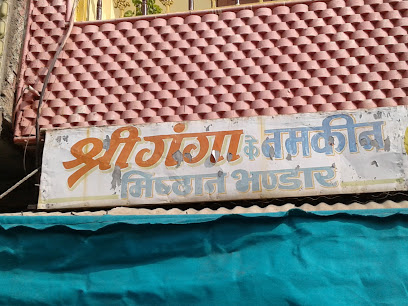 श्री गंगा के नमकीन
मिष्ठान भण्डार